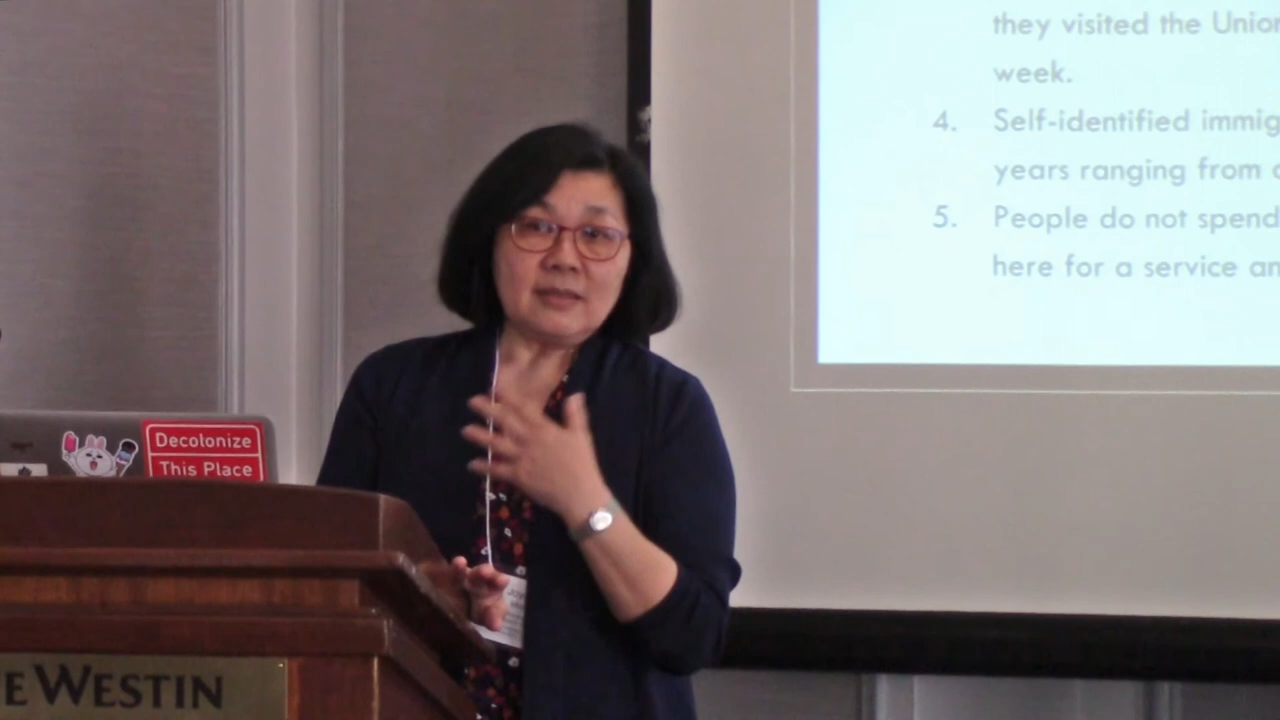 they visited the Union
week.
4. Self-identified immig
years ranging from
5. People do not spend
here for a service an
Decolonize
This Place
E WESTIN